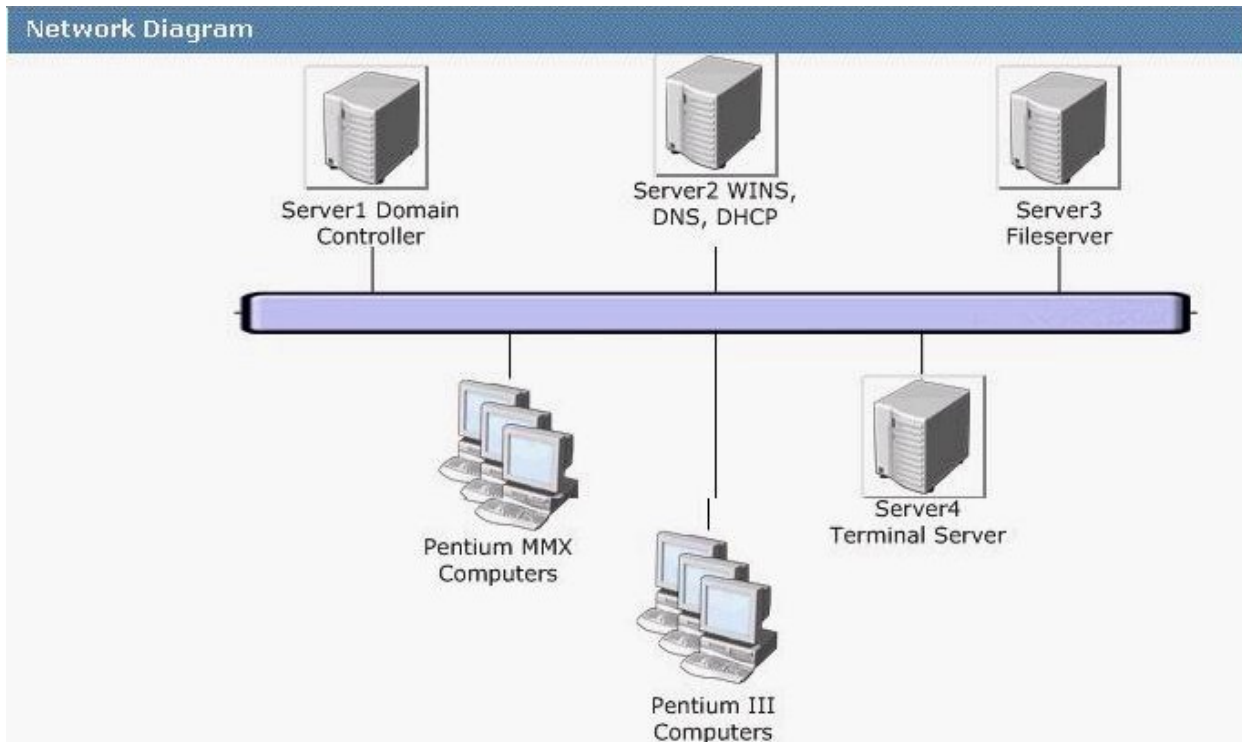 Network Diagram
Server1 Domain
Controller
Server2 WINS,
DNS, DHCP
Server3
Fileserver
Pentium MMX
Computers
Server4
Terminal Server
Pentium III
Computers